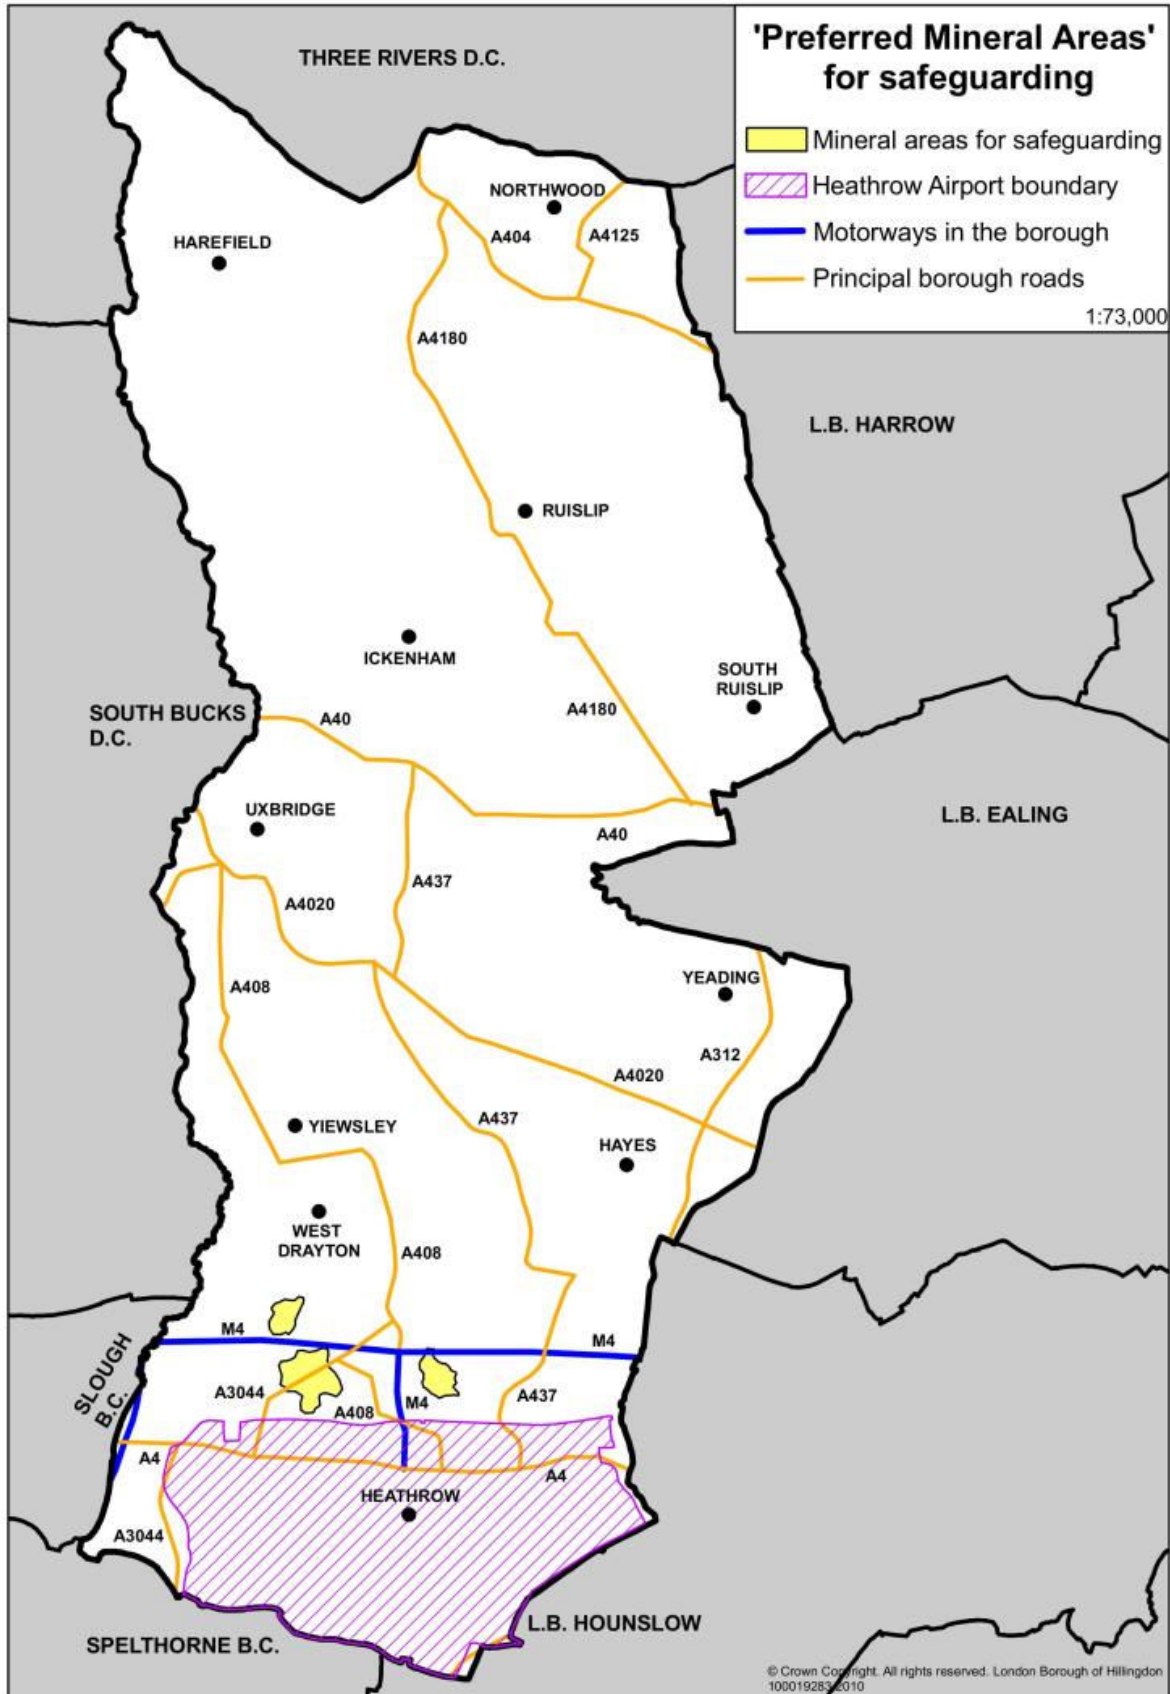 'Preferred Mineral Areas'
for safeguarding
Mineral areas for safeguarding
Heathrow Airport boundary
Motorways in the borough
Principal borough roads
1:73,000
THREE RIVERS D.C.
NORTHWOOD
A404
A4125
HAREFIELD
A4180
L.B. HARROW
RUISLIP
ICKENHAM
SOUTH
RUISLIP
A4180
SOUTH BUCKS
D.C.
A40
UXBRIDGE
L.B. EALING
A40
A437
A4020
YEADING
A408
A312
A4020
A437
YIEWSLEY
HAYES
WEST
DRAYTON
A408
M4
M4
SLOUGH
B.C.
A3044
M4
A437
A408
A4
A4
HEATHROW
A3044
L.B. HOUNSLOW
SPELTHORNE B.C.
© Crown Copyright. All rights reserved. London Borough of Hillingdon
100019283 2010